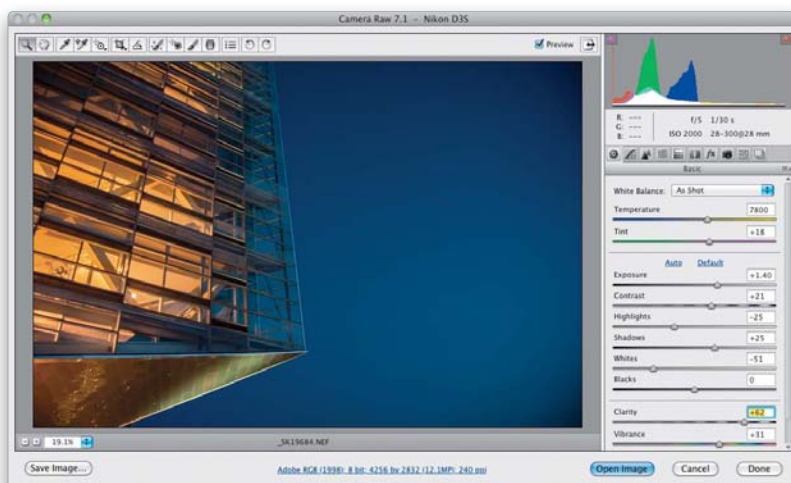 Camera Raw 7.1 – Nikon D3S
Preview
R: ---
G: ---
B: ---
f/5 1/30 s
ISO 2000 28-300@28 mm
Basic
White Balance: As Shot
Temperature 7800
Tint +18
Auto Default
Exposure +1.40
Contrast +21
Highlights -25
Shadows +25
Whites -51
Blacks 0
Clarity +62
Vibrance +31
19.1%
_SK19684.NEF
Save Image...
Adobe RGB (1998); 8 bit; 4256 by 2832 (12.1MP); 240 ppi
Open Image
Cancel
Done